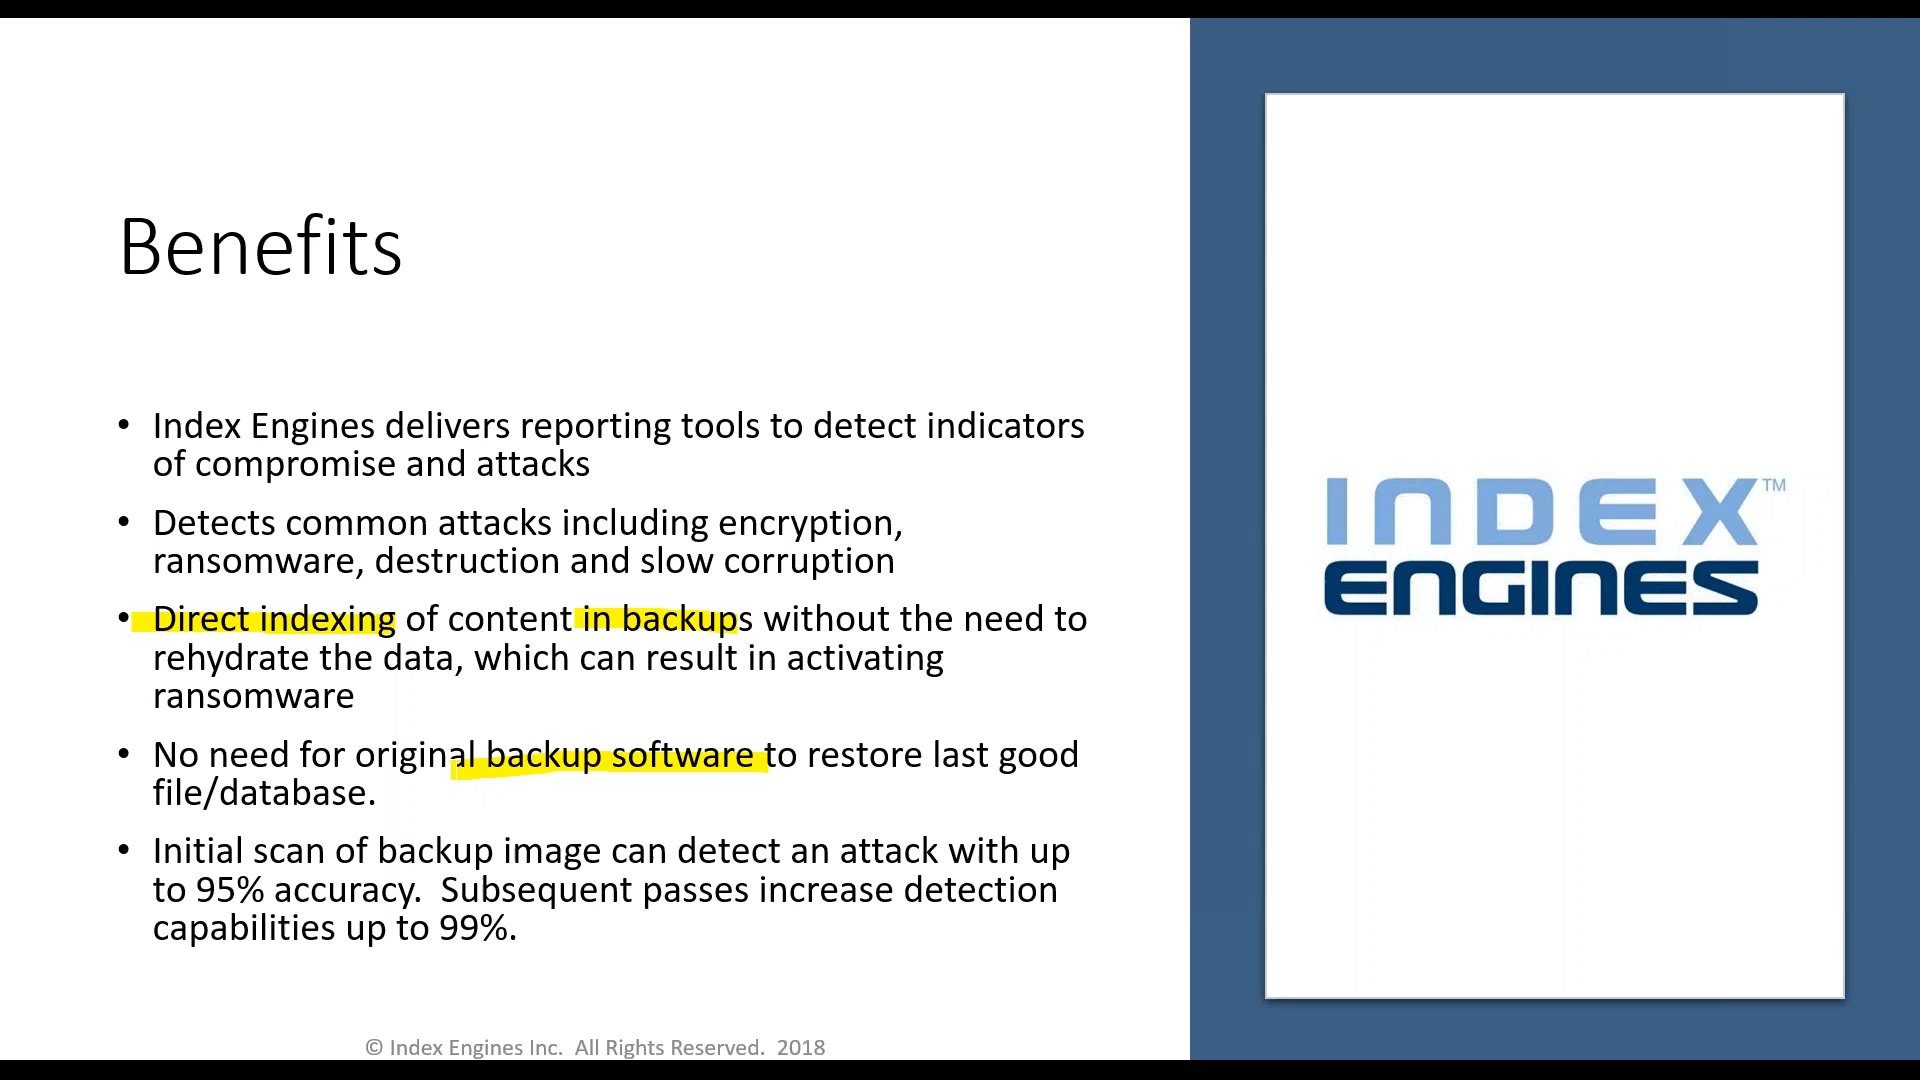 Benefits
• Index Engines delivers reporting tools to detect indicators
of compromise and attacks
• Detects common attacks including encryption,
ransomware, destruction and slow corruption
• Direct indexing of content in backups without the need to
rehydrate the data, which can result in activating
ransomware
• No need for original backup software to restore last good
file/database.
• Initial scan of backup image can detect an attack with up
to 95% accuracy.  Subsequent passes increase detection
capabilities up to 99%.
© Index Engines Inc.  All Rights Reserved.  2018
INDEX™
ENGINES